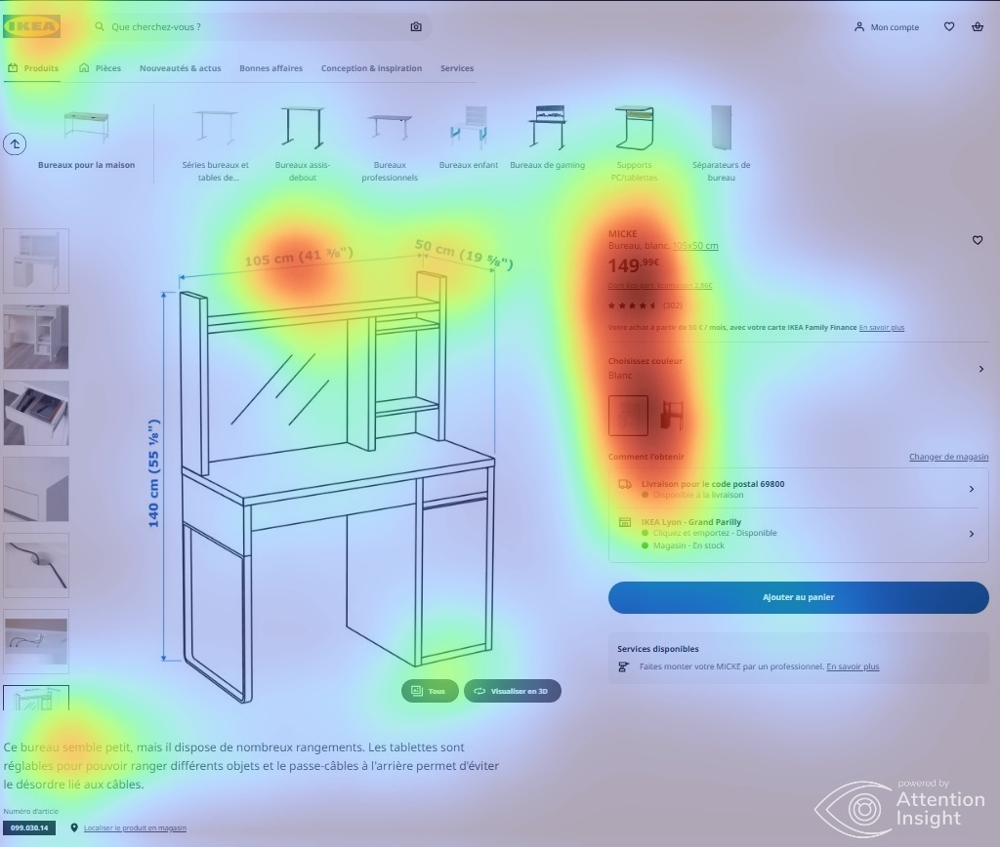 IKEA
Que cherchez-vous ?
Mon compte
Produits
Pièces
Nouveautés & actus
Bonnes affaires
Conception & inspiration
Services
Bureaux pour la maison
Séries bureaux et
tables de...
Bureaux assis-
debout
Bureaux
professionnels
Bureaux enfant
Bureaux de gaming
Supports
PC/tablettes
Séparateurs de
bureau
105 cm (41 ⅜")
50 cm (19 ⅝")
140 cm (55 ⅛")
Tous
Visualiser en 3D
MICKE
Bureau, blanc, 105x50 cm
149,99€
Dont Eco-part. écomobilier 2,96€
(302)
Votre achat à partir de 50 € / mois, avec votre carte IKEA Family Finance En savoir plus
Choisissez couleur
Blanc
Comment l'obtenir
Changer de magasin
Livraison pour le code postal 69800
Disponible à la livraison
IKEA Lyon - Grand Parilly
Cliquez et emportez - Disponible
Magasin - En stock
Ajouter au panier
Services disponibles
Faites monter votre MICKE par un professionnel. En savoir plus
Ce bureau semble petit, mais il dispose de nombreux rangements. Les tablettes sont
réglables pour pouvoir ranger différents objets et le passe-câbles à l'arrière permet d'éviter
le désordre lié aux câbles.
Numéro d'article
099.030.14
Localiser le produit en magasin
powered by
Attention
Insight